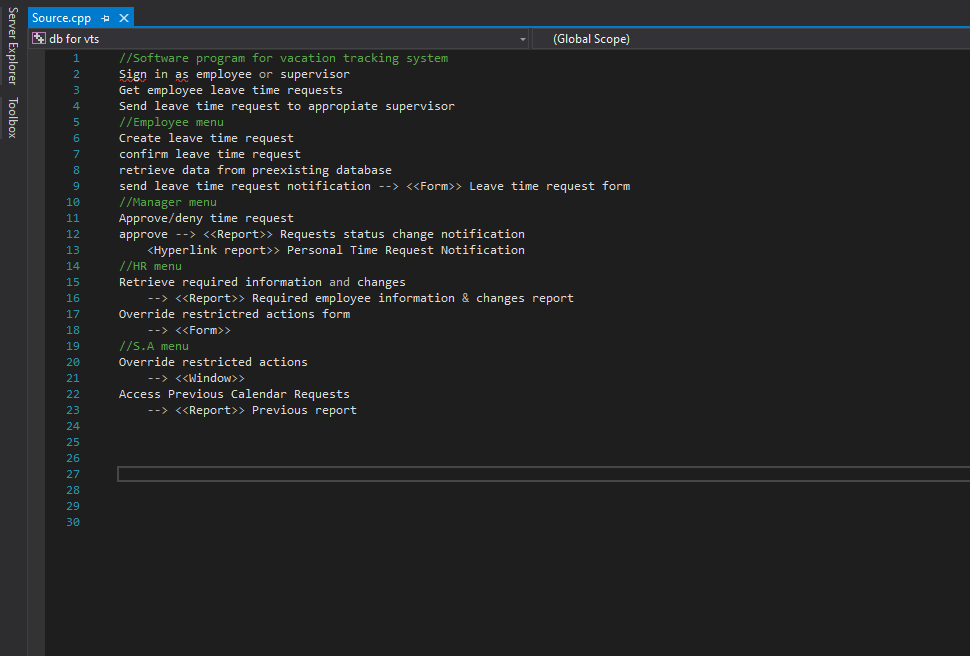 Server Explorer
Toolbox
Source.cpp
db for vts
(Global Scope)
1 //Software program for vacation tracking system
2 Sign in as employee or supervisor
3 Get employee leave time requests
4 Send leave time request to appropiate supervisor
5 //Employee menu
6 Create leave time request
7 confirm leave time request
8 retrieve data from preexisting database
9 send leave time request notification --> <<Form>> Leave time request form
10 //Manager menu
11 Approve/deny time request
12 approve --> <<Report>> Requests status change notification
13 <Hyperlink report>> Personal Time Request Notification
14 //HR menu
15 Retrieve required information and changes
16 --> <<Report>> Required employee information & changes report
17 Override restrictred actions form
18 --> <<Form>>
19 //S.A menu
20 Override restricted actions
21 --> <<Window>>
22 Access Previous Calendar Requests
23 --> <<Report>> Previous report
24
25
26
27
28
29
30